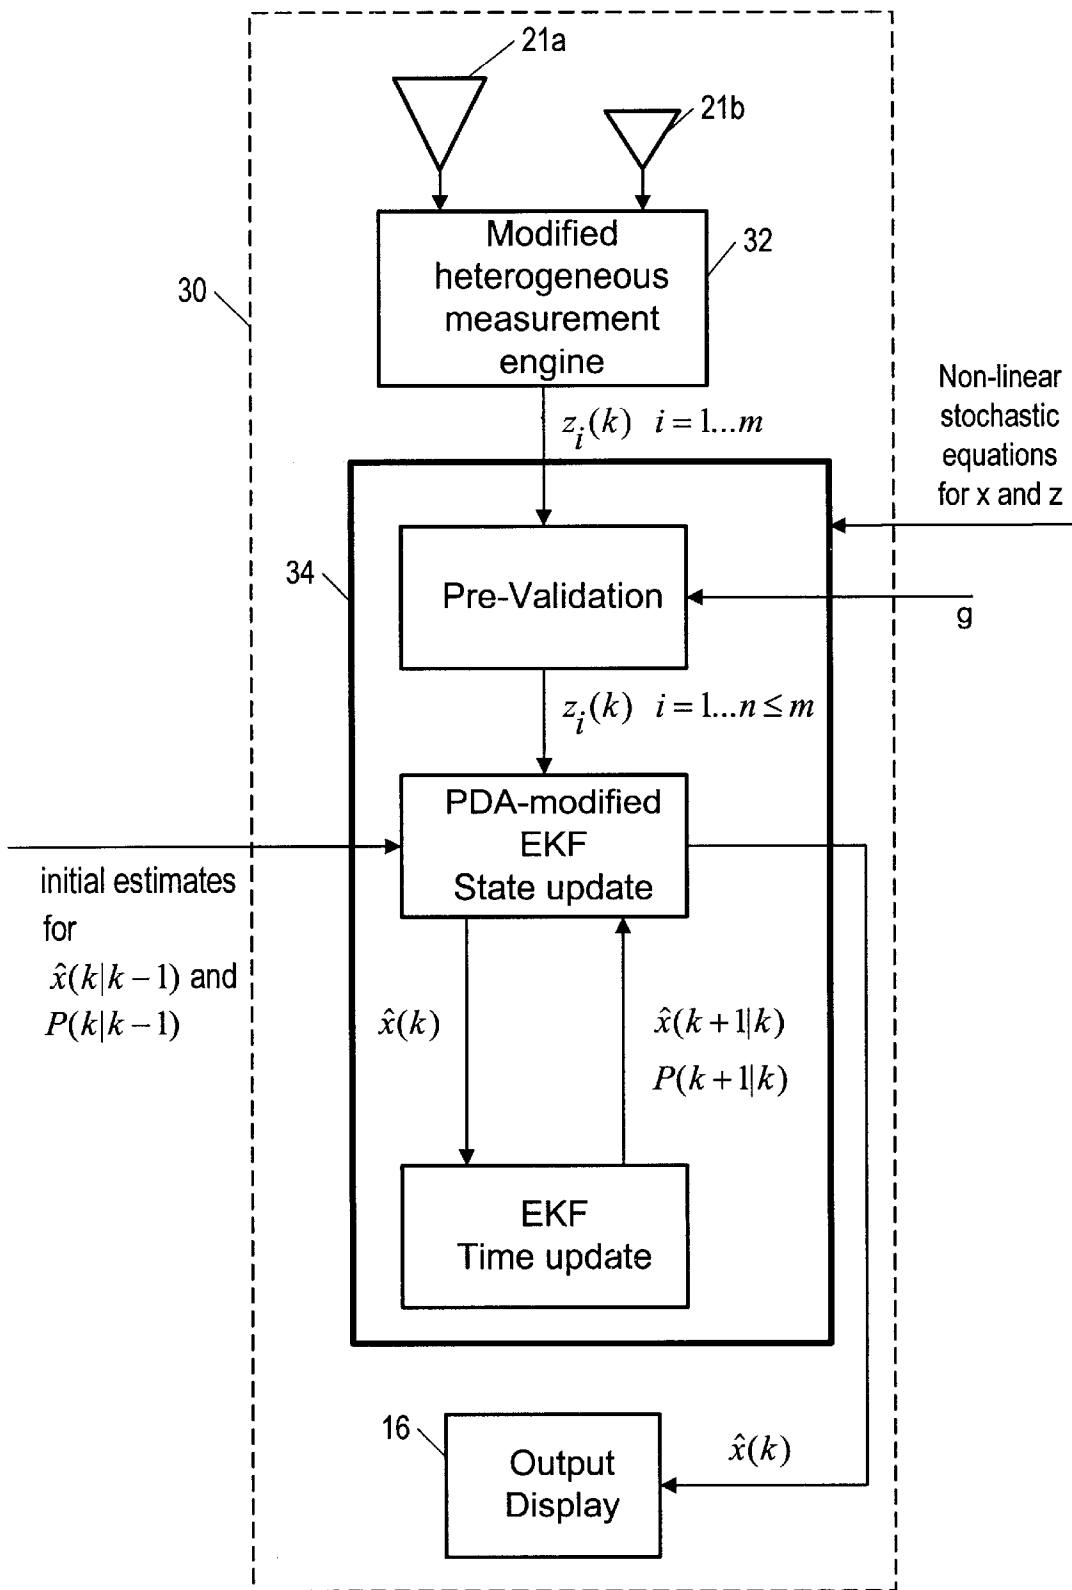 21a
21b
Modified
heterogeneous
measurement
engine
32
30
z_i(k) i = 1...m
Non-linear
stochastic
equations
for x and z
34
Pre-Validation
g
z_i(k) i = 1...n ≤ m
PDA-modified
EKF
State update
initial estimates
for
x̂(k|k − 1) and
P(k|k − 1)
x̂(k)
x̂(k + 1|k)
P(k + 1|k)
EKF
Time update
16
Output
Display
x̂(k)